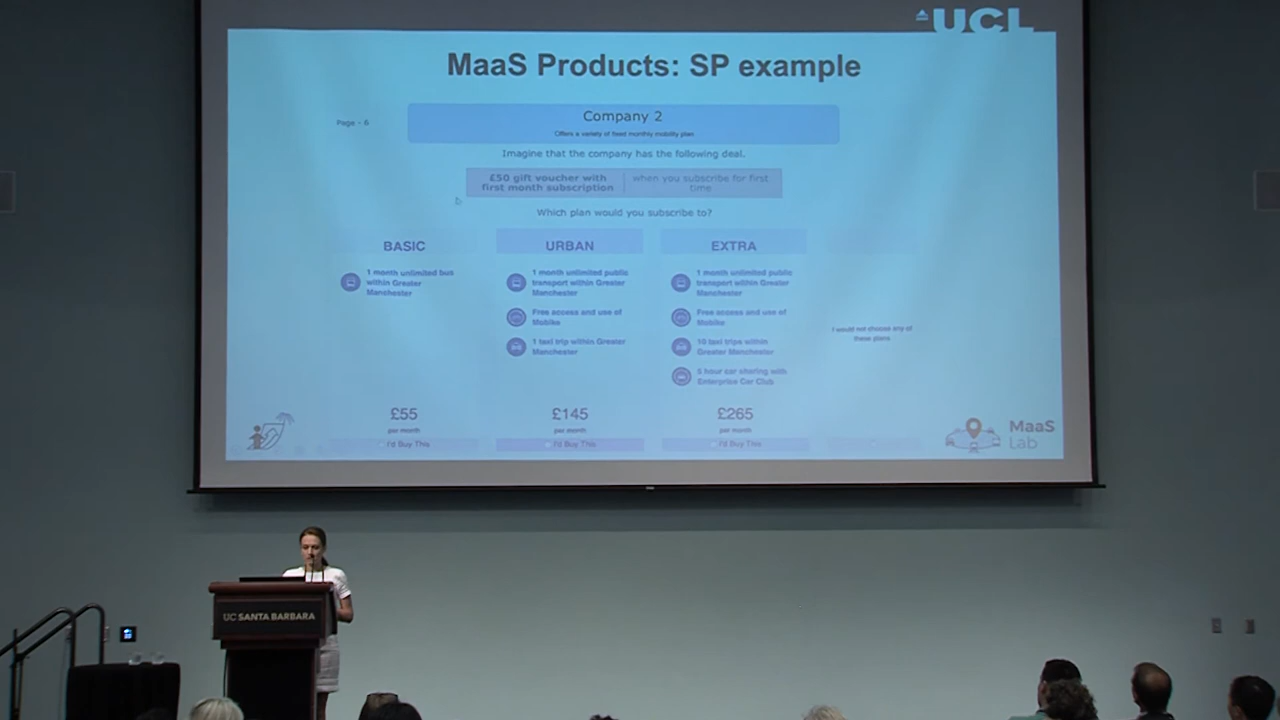 UCL
MaaS Products: SP example
Page - 6
Company 2
Offers a variety of fixed monthly mobility plan
Imagine that the company has the following deal.
£50 gift voucher with
first month subscription
when you subscribe for first
time
Which plan would you subscribe to?
BASIC
1 month unlimited bus
within Greater
Manchester
£55
per month
I'd Buy This
URBAN
1 month unlimited public
transport within Greater
Manchester
Free access and use of
Mobike
1 taxi trip within Greater
Manchester
£145
per month
I'd Buy This
EXTRA
1 month unlimited public
transport within Greater
Manchester
Free access and use of
Mobike
10 taxi trips within
Greater Manchester
5 hour car sharing with
Enterprise Car Club
£265
per month
I'd Buy This
I would not choose any of
these plans
MaaS
Lab
UC SANTA BARBARA